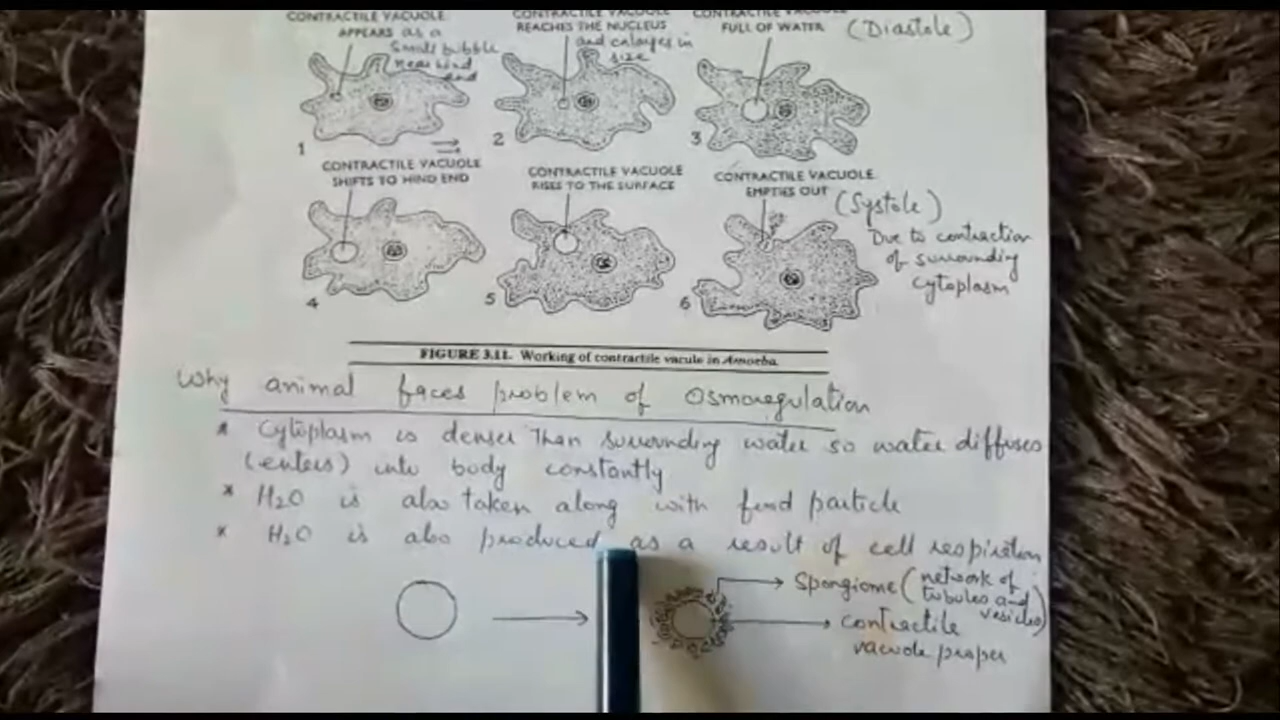 CONTRACTILE VACUOLE
APPEARS as a
Small bubble
near hind
end
CONTRACTILE VACUOLE
REACHES THE NUCLEUS
and enlarges in
size
CONTRACTILE VACUOLE
FULL OF WATER (Diastole)
1
2
3
CONTRACTILE VACUOLE
SHIFTS TO HIND END
CONTRACTILE VACUOLE
RISES TO THE SURFACE
CONTRACTILE VACUOLE
EMPTIES OUT (Systole)
Due to contraction
of surrounding
cytoplasm
4
5
6
FIGURE 3.11. Working of contractile vacule in Amoeba.
Why animal faces problem of Osmoregulation
* Cytoplasm is denser than surrounding water so water diffuses
(enters) into body constantly
* H2O is also taken along with food particle
* H2O is also produced as a result of cell respiration
Spongiome (network of
tubules and
vesicles)
contractile
vacuole proper